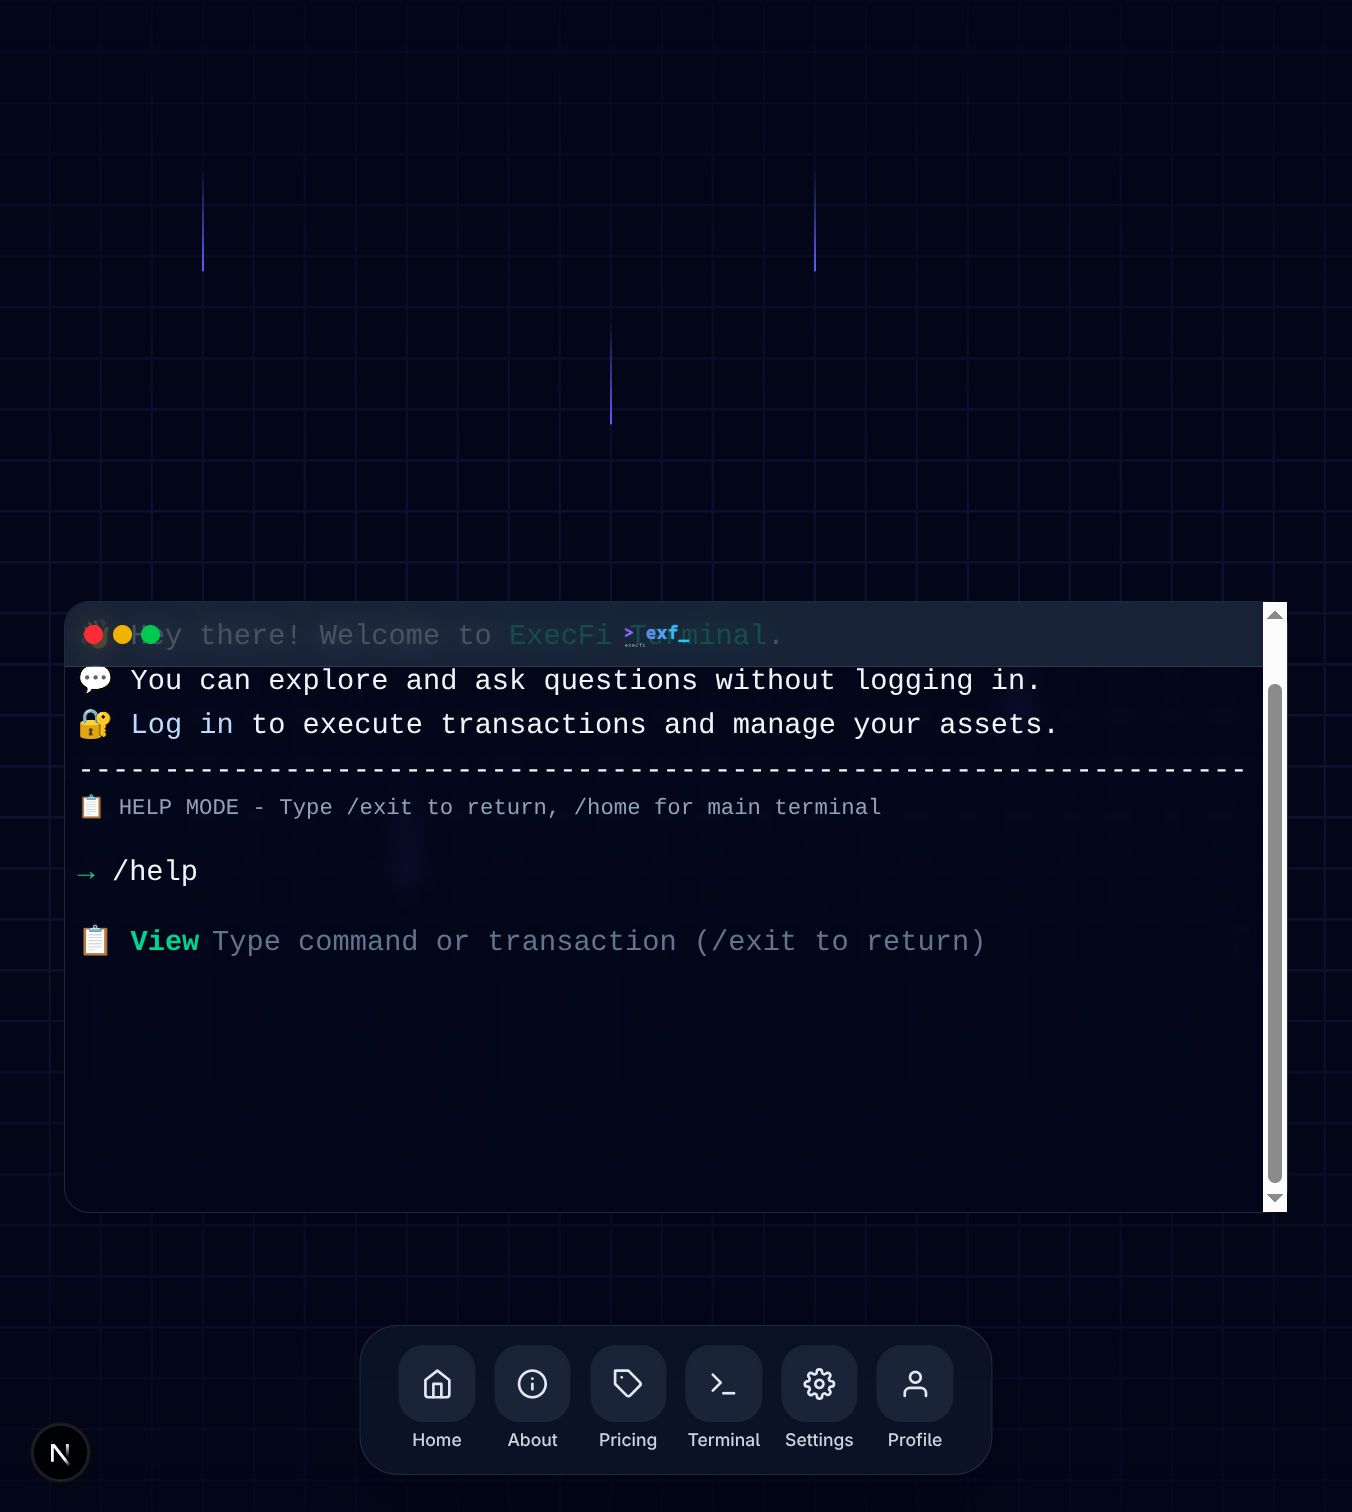 👋 Hey there! Welcome to ExecFi Terminal.
>exf_
execfi
💬 You can explore and ask questions without logging in.
🔐 Log in to execute transactions and manage your assets.
--------------------------------------------------------------------
📋 HELP MODE - Type /exit to return, /home for main terminal
→ /help
📋 View Type command or transaction (/exit to return)
Home About Pricing Terminal Settings Profile
N